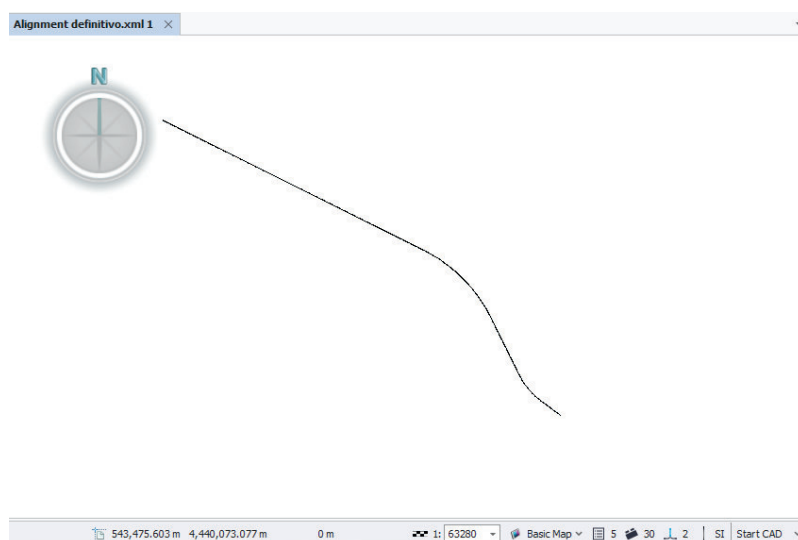 Alignment definitivo.xml 1
N
543,475.603 m 4,440,073.077 m 0 m 1: 63280 Basic Map 5 30 2 SI Start CAD